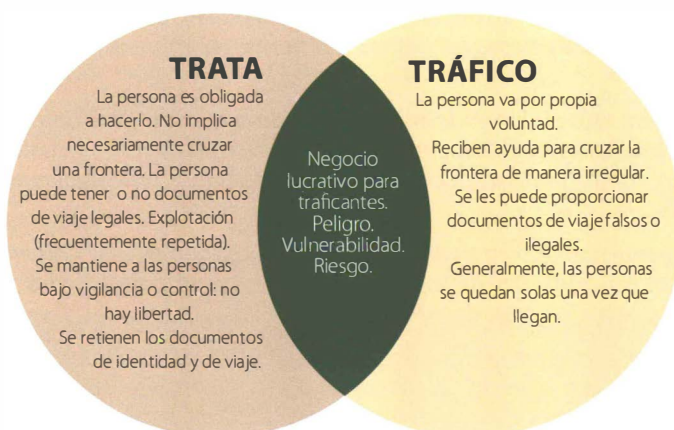 TRATA
La persona es obligada
a hacerlo. No implica
necesariamente cruzar
una frontera. La persona
puede tener o no documentos
de viaje legales. Explotación
(frecuentemente repetida).
Se mantiene a las personas
bajo vigilancia o control: no
hay libertad.
Se retienen los documentos
de identidad y de viaje.
Negocio
lucrativo para
traficantes.
Peligro.
Vulnerabilidad.
Riesgo.
TRÁFICO
La persona va por propia
voluntad.
Reciben ayuda para cruzar la
frontera de manera irregular.
Se les puede proporcionar
documentos de viaje falsos o
ilegales.
Generalmente, las personas
se quedan solas una vez que
llegan.